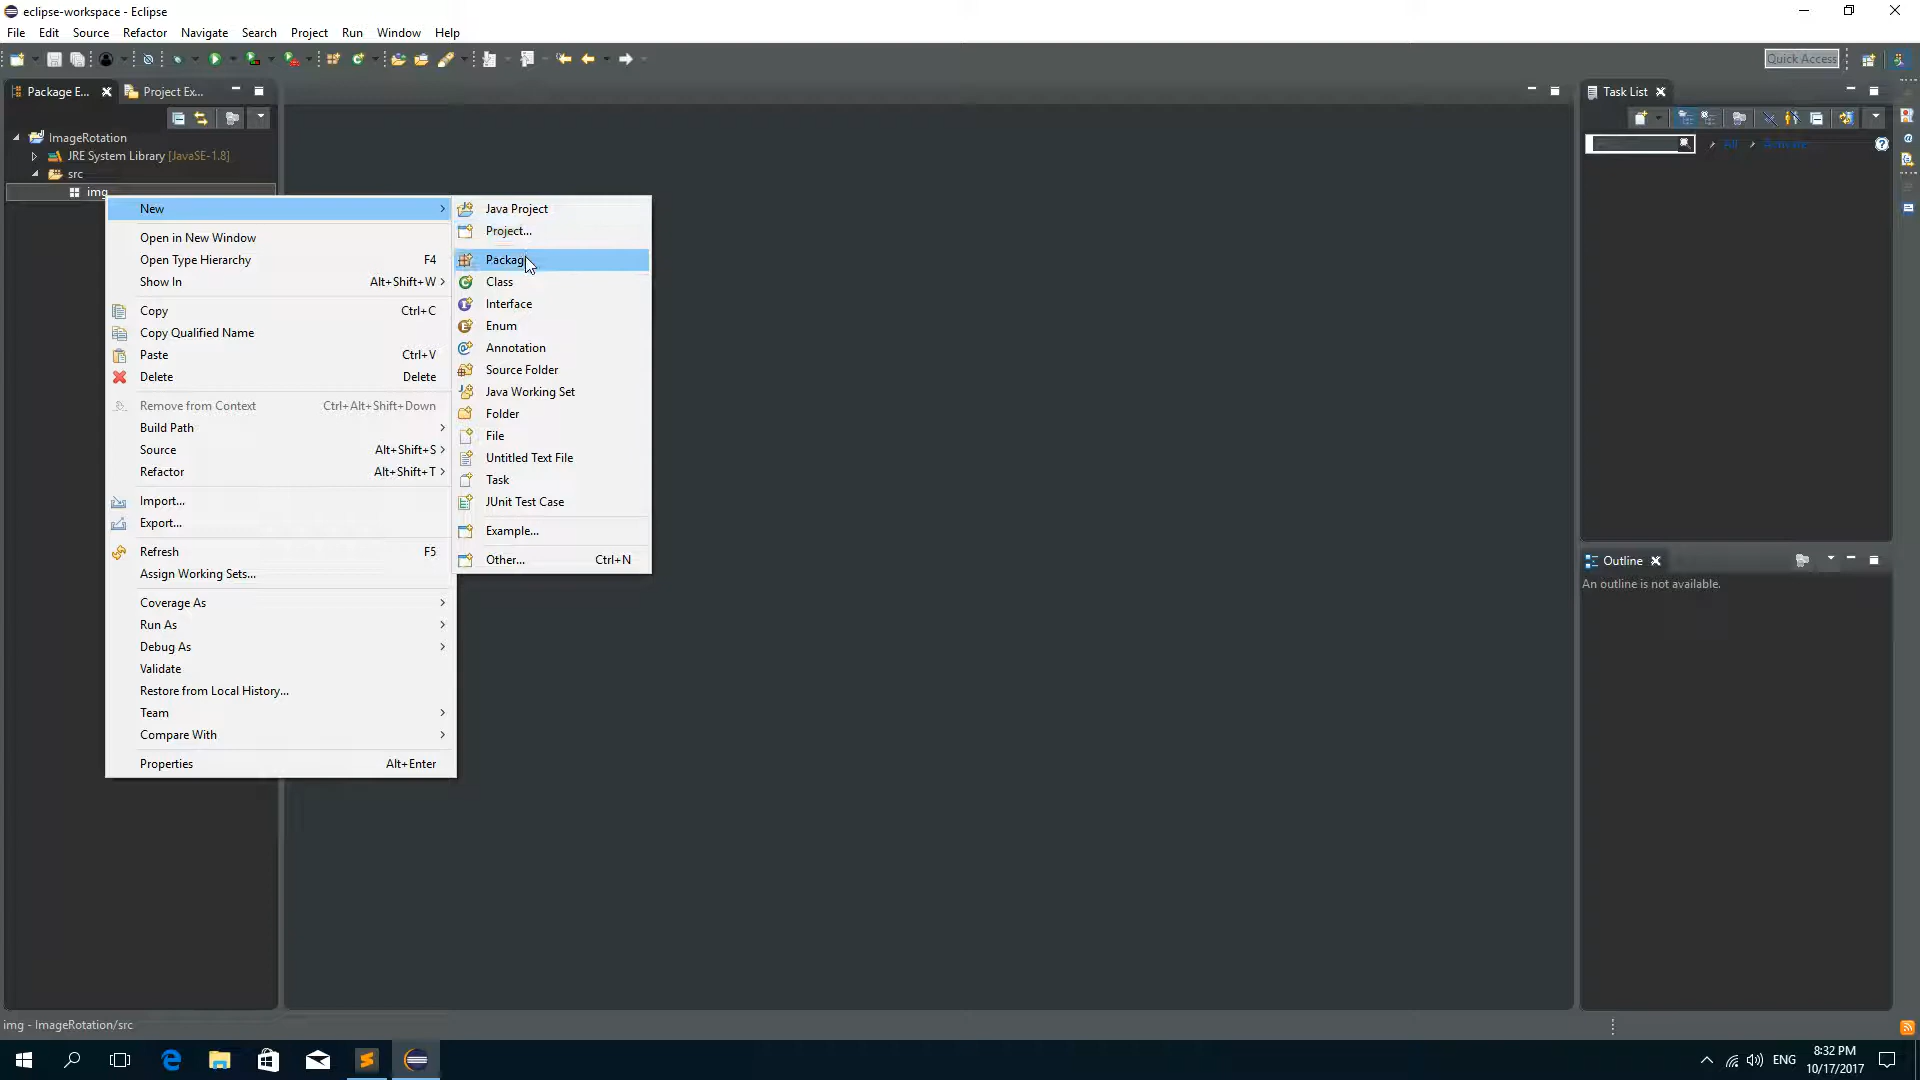 eclipse-workspace - Eclipse
File Edit Source Refactor Navigate Search Project Run Window Help
Quick Access
Package E... Project Ex...
ImageRotation
JRE System Library [JavaSE-1.8]
src
img
New
Open in New Window
Open Type Hierarchy F4
Show In Alt+Shift+W
Copy Ctrl+C
Copy Qualified Name
Paste Ctrl+V
Delete Delete
Remove from Context Ctrl+Alt+Shift+Down
Build Path
Source Alt+Shift+S
Refactor Alt+Shift+T
Import...
Export...
Refresh F5
Assign Working Sets...
Coverage As
Run As
Debug As
Validate
Restore from Local History...
Team
Compare With
Properties Alt+Enter
Java Project
Project...
Package
Class
Interface
Enum
Annotation
Source Folder
Java Working Set
Folder
File
Untitled Text File
Task
JUnit Test Case
Example...
Other... Ctrl+N
Task List
All Activate...
Outline
An outline is not available.
img - ImageRotation/src
ENG
8:32 PM
10/17/2017